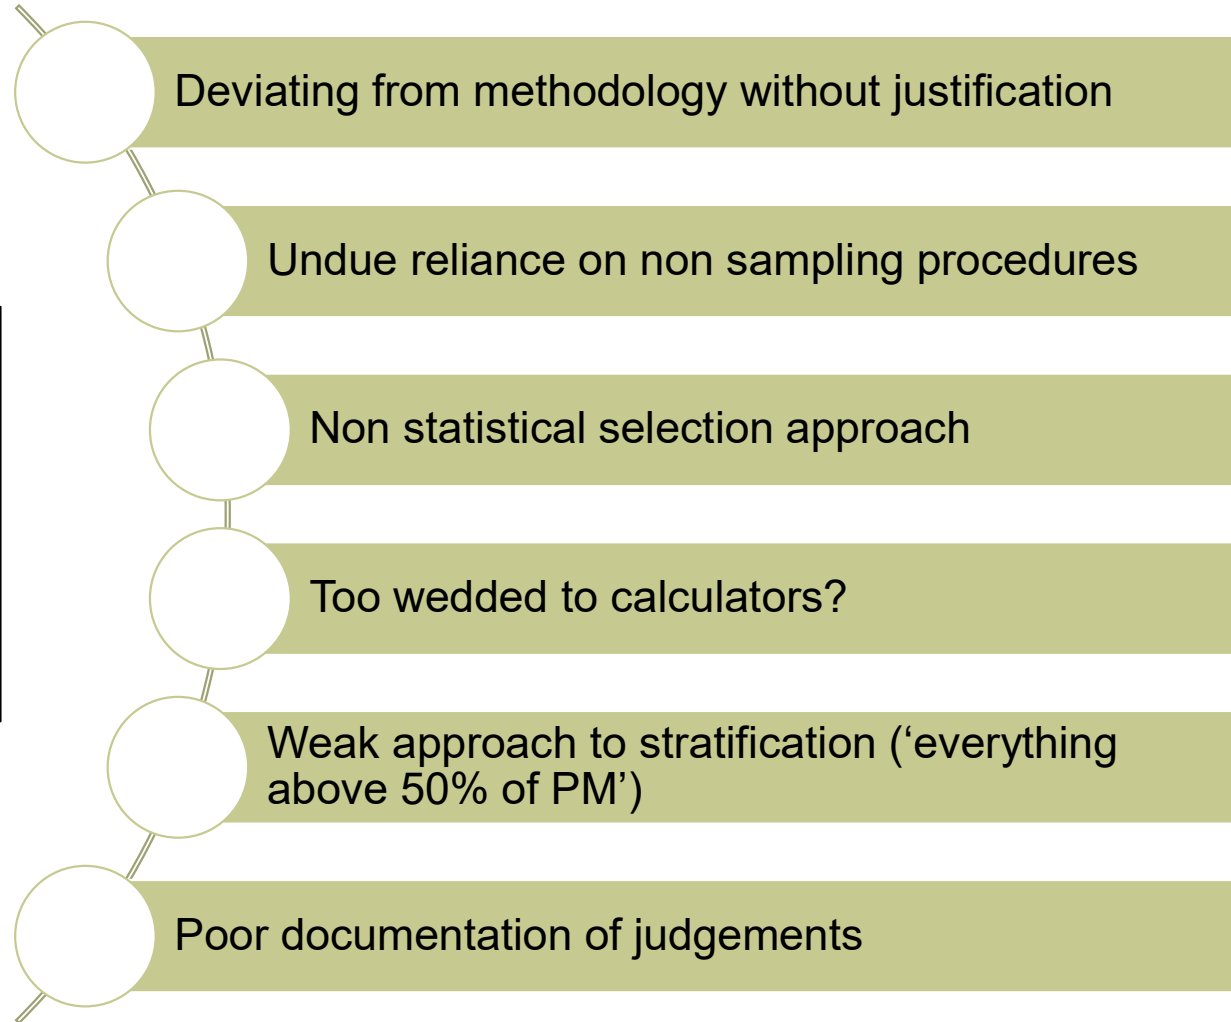 Deviating from methodology without justification
Undue reliance on non sampling procedures
Non statistical selection approach
Too wedded to calculators?
Weak approach to stratification (‘everything
above 50% of PM’)
Poor documentation of judgements